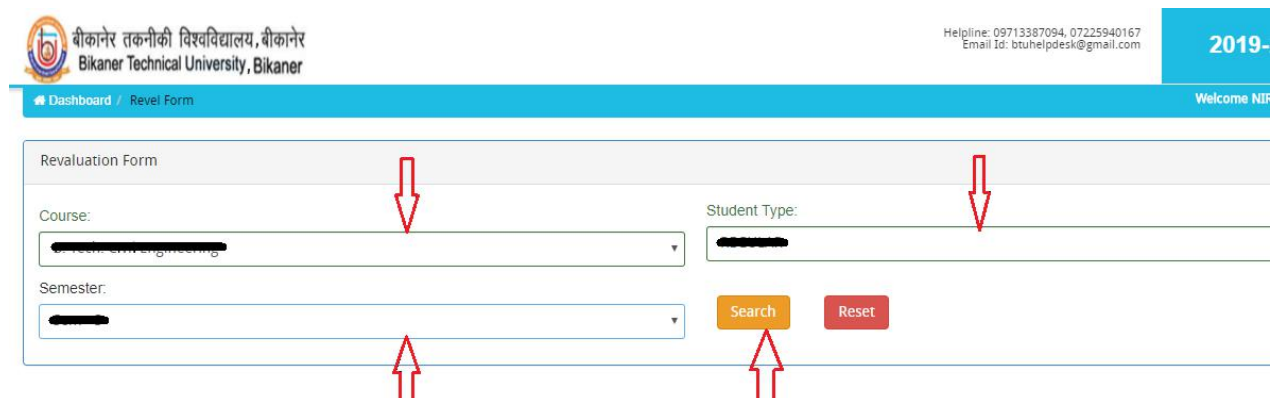 बीकानेर तकनीकी विश्वविद्यालय, बीकानेर
Bikaner Technical University, Bikaner
Helpline: 09713387094, 07225940167
Email Id: btuhelpdesk@gmail.com
2019-
Dashboard / Revel Form
Welcome NIR
Revaluation Form
Course:
Student Type:
Engineering
Semester:
Search
Reset